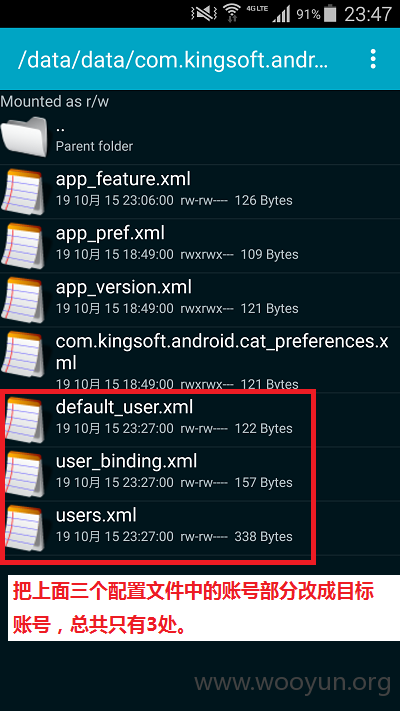 4G LTE 91% 23:47
/data/data/com.kingsoft.andr...
Mounted as r/w
..
Parent folder
app_feature.xml
19 10月 15 23:06:00 rw-rw---- 126 Bytes
app_pref.xml
19 10月 15 18:49:00 rwxrwx--- 109 Bytes
app_version.xml
19 10月 15 18:49:00 rwxrwx--- 121 Bytes
com.kingsoft.android.cat_preferences.x
ml
19 10月 15 18:49:00 rwxrwx--- 121 Bytes
default_user.xml
19 10月 15 23:27:00 rw-rw---- 122 Bytes
user_binding.xml
19 10月 15 23:27:00 rw-rw---- 157 Bytes
users.xml
19 10月 15 23:27:00 rw-rw---- 338 Bytes
把上面三个配置文件中的账号部分改成目标
账号，总共只有3处。
www.wooyun.org